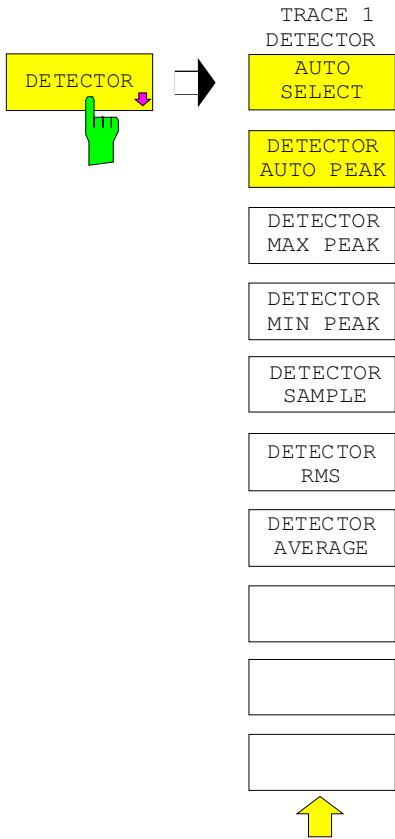 DETECTOR
TRACE 1
DETECTOR
AUTO
SELECT
DETECTOR
AUTO PEAK
DETECTOR
MAX PEAK
DETECTOR
MIN PEAK
DETECTOR
SAMPLE
DETECTOR
RMS
DETECTOR
AVERAGE